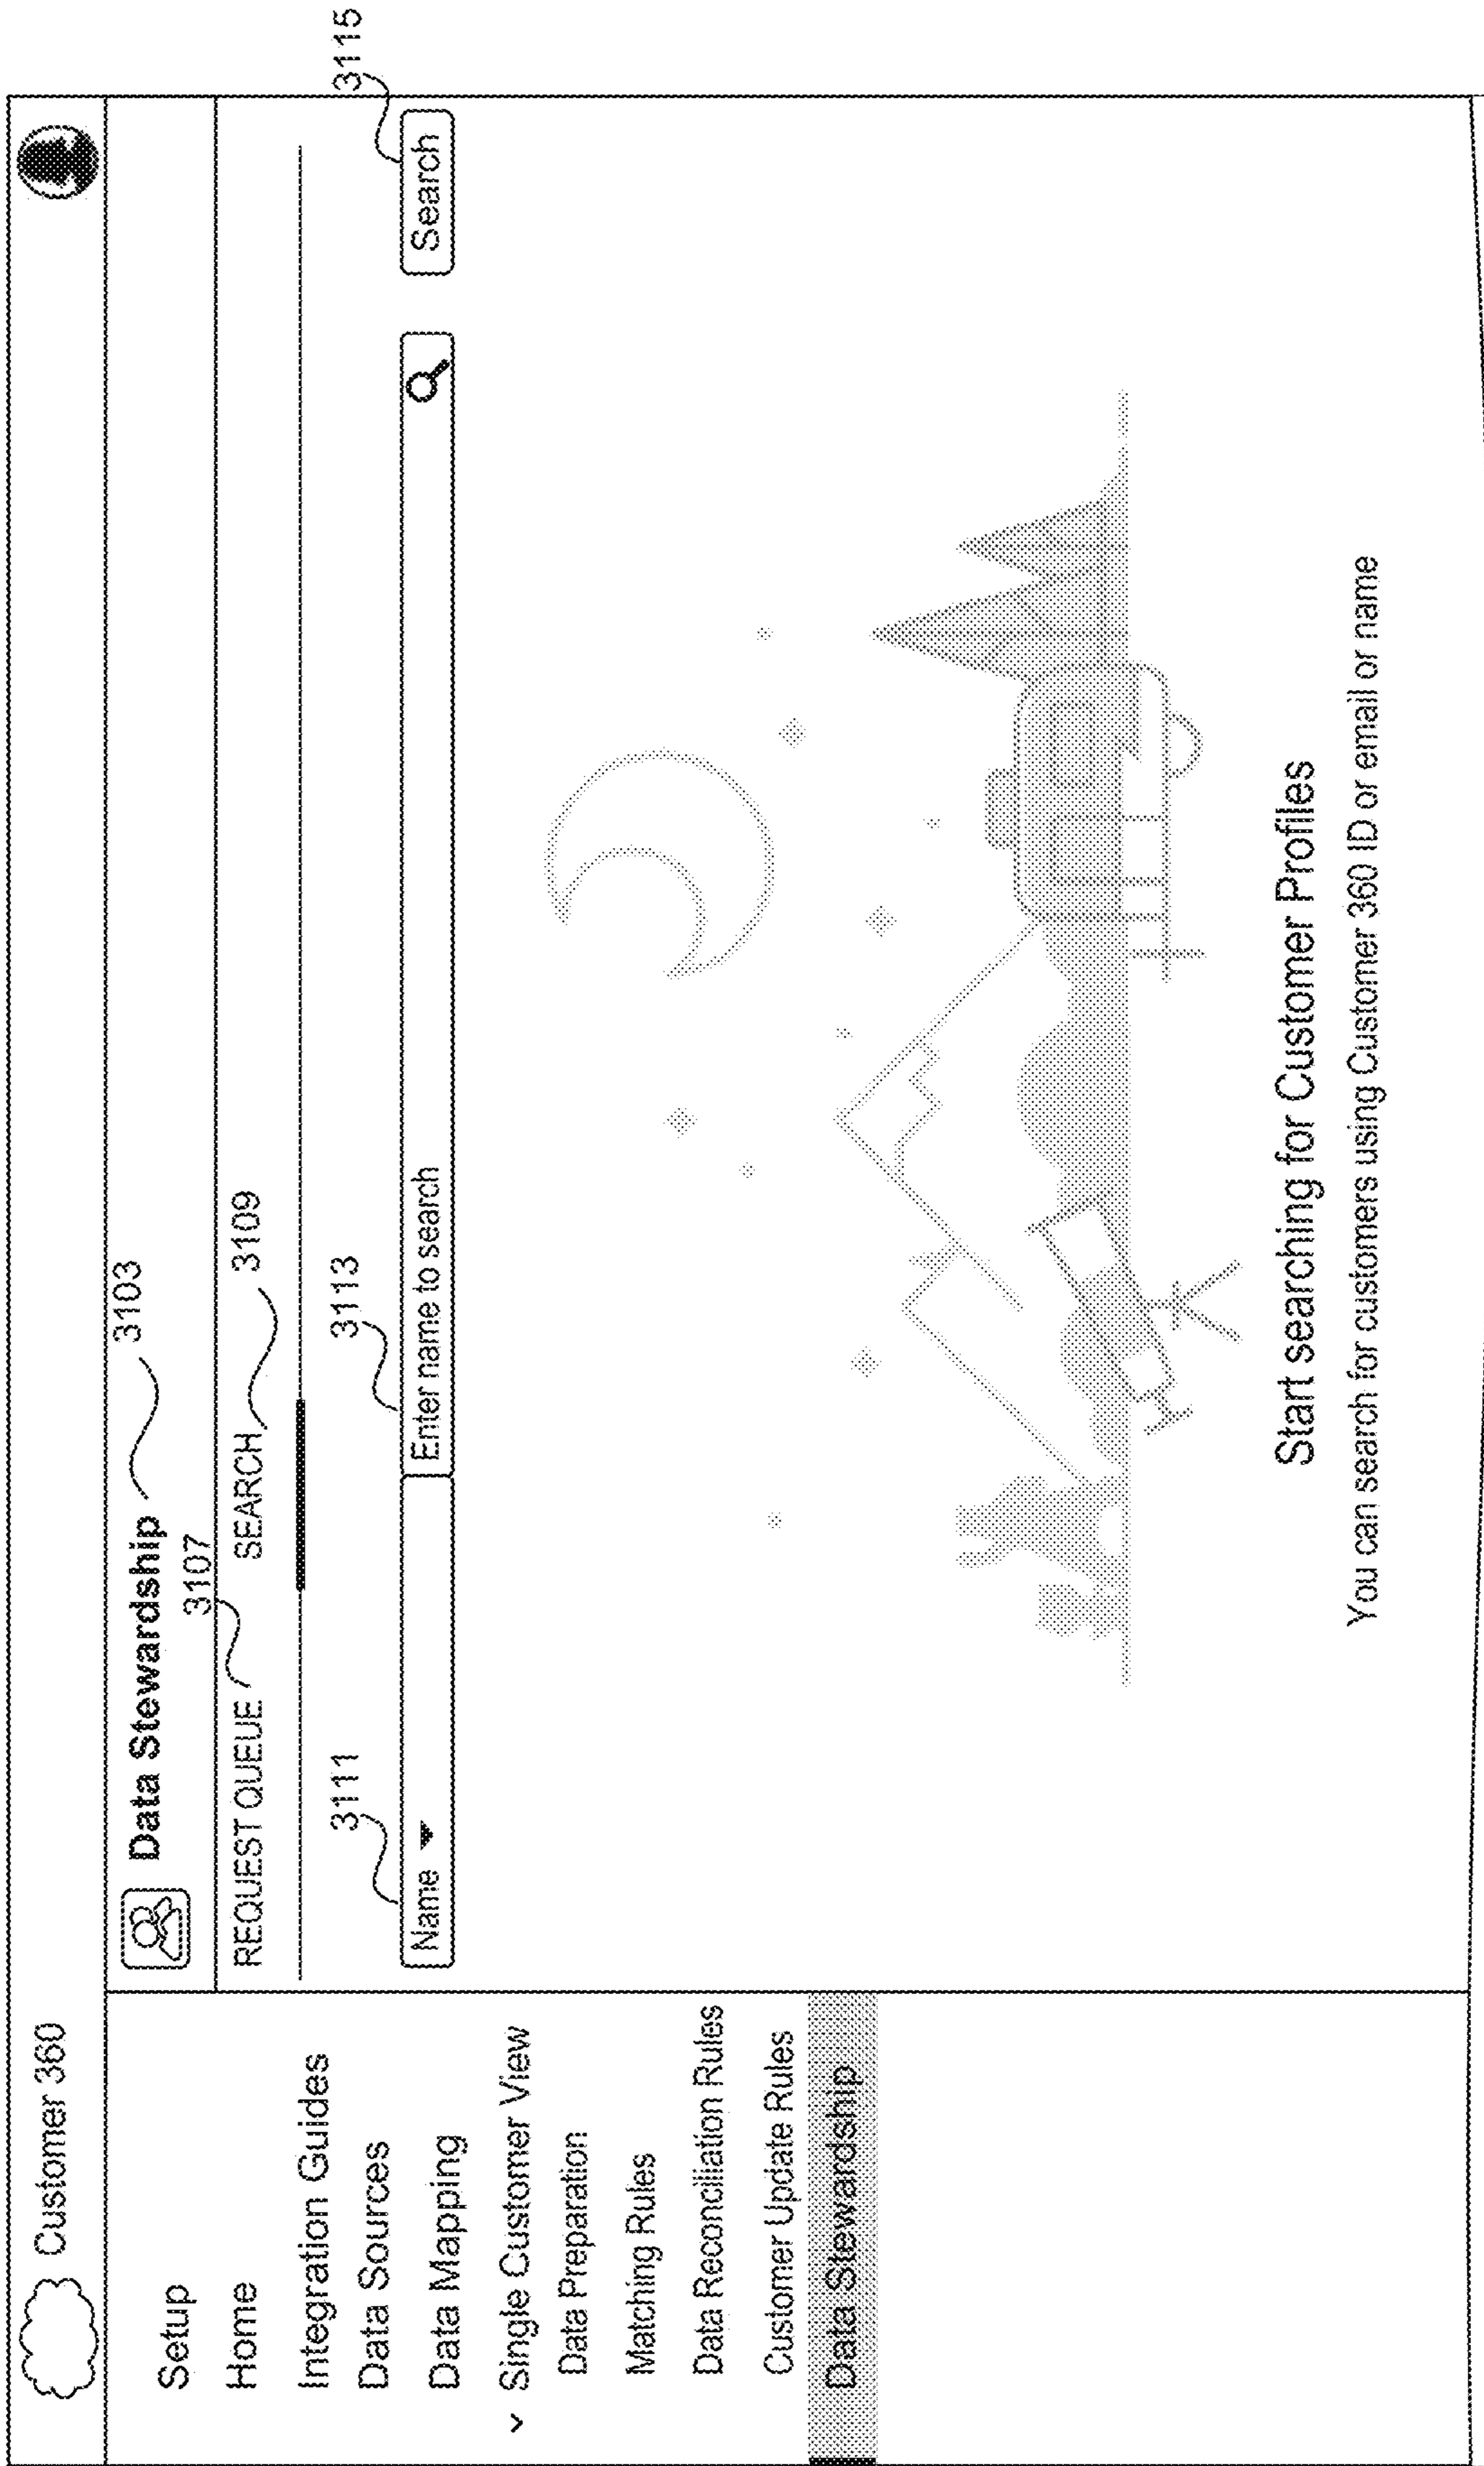 Customer 360
Setup
Home
Integration Guides
Data Sources
Data Mapping
Single Customer View
Data Preparation
Matching Rules
Data Reconciliation Rules
Customer Update Rules
Data Stewardship
Data Stewardship
3103
3107
REQUEST QUEUE
SEARCH
3109
3111
3113
3115
Name
Enter name to search
Search
Start searching for Customer Profiles
You can search for customers using Customer 360 ID or email or name